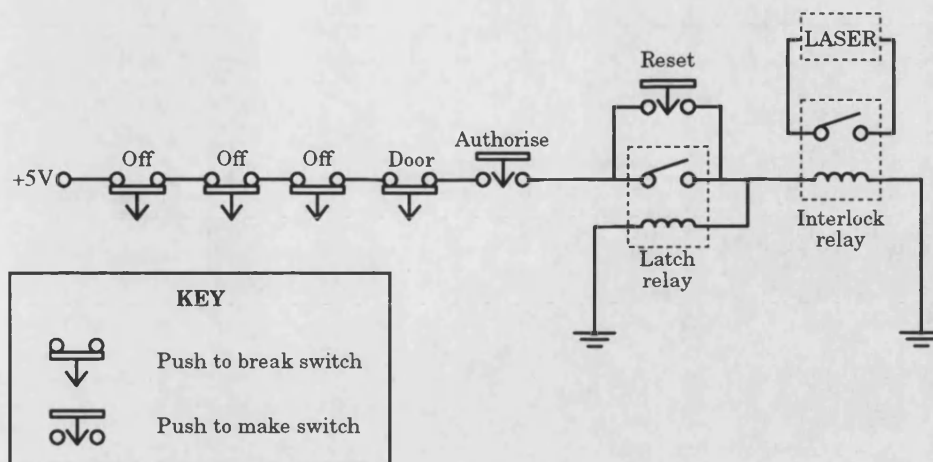 LASER
Reset
Authorise
Off Off Off Door
+5V
Interlock
relay
Latch
relay
KEY
Push to break switch
Push to make switch